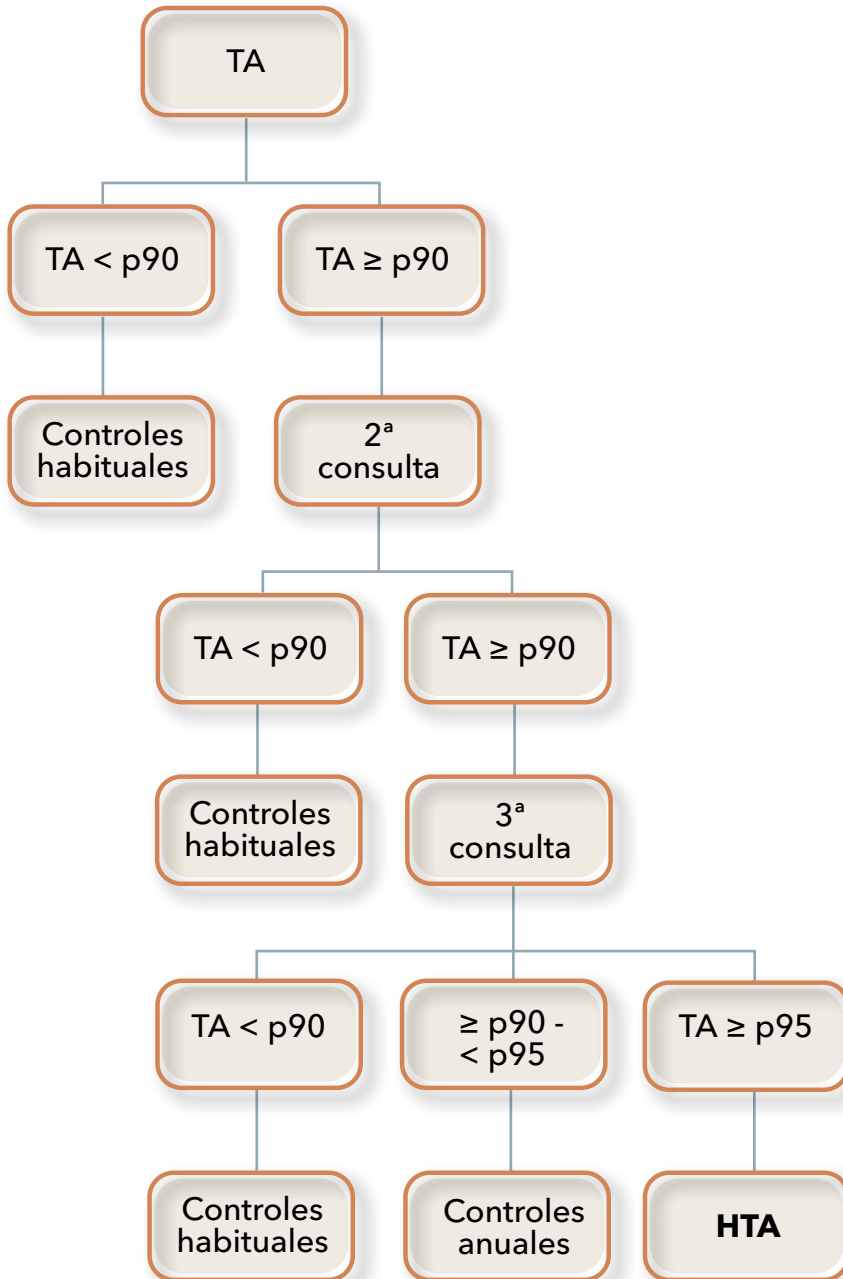 TA
TA < p90
TA ≥ p90
Controles
habituales
2ª
consulta
TA < p90
TA ≥ p90
Controles
habituales
3ª
consulta
TA < p90
≥ p90 -
< p95
TA ≥ p95
Controles
habituales
Controles
anuales
HTA